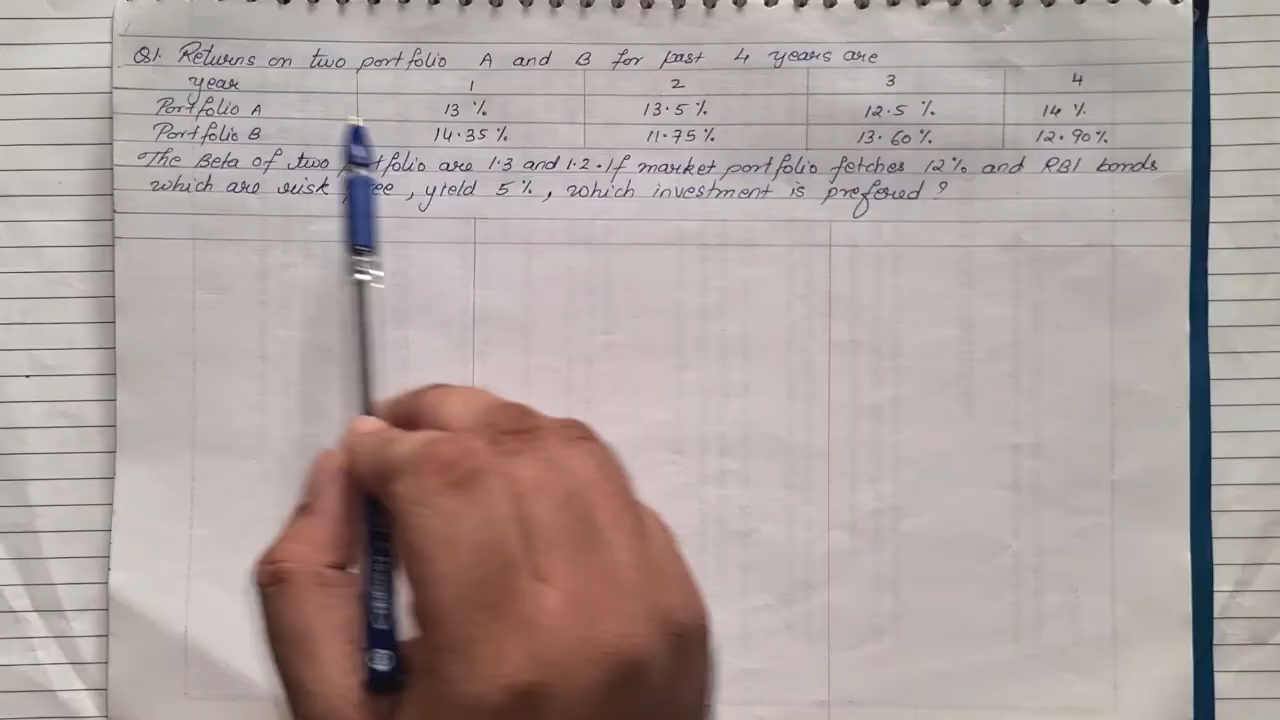 Q1. Returns on two portfolio A and B for past 4 years are
year 1 2 3 4
Portfolio A 13 % 13.5 % 12.5 % 14 %
Portfolio B 14.35 % 11.75 % 13.60 % 12.90 %
The Beta of two are 1.3 and 1.2. If market portfolio fetches 12 % and RBI bonds
which are risk , yield 5 %, which investment is prefered ?